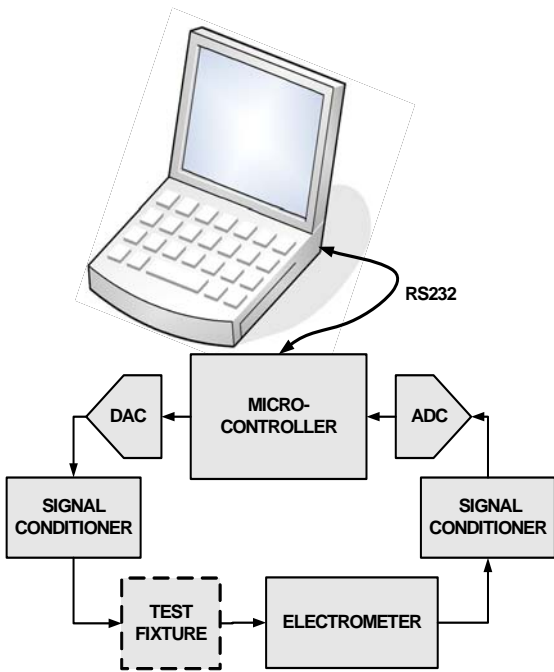 RS232
DAC
MICRO-
CONTROLLER
ADC
SIGNAL
CONDITIONER
SIGNAL
CONDITIONER
TEST
FIXTURE
ELECTROMETER